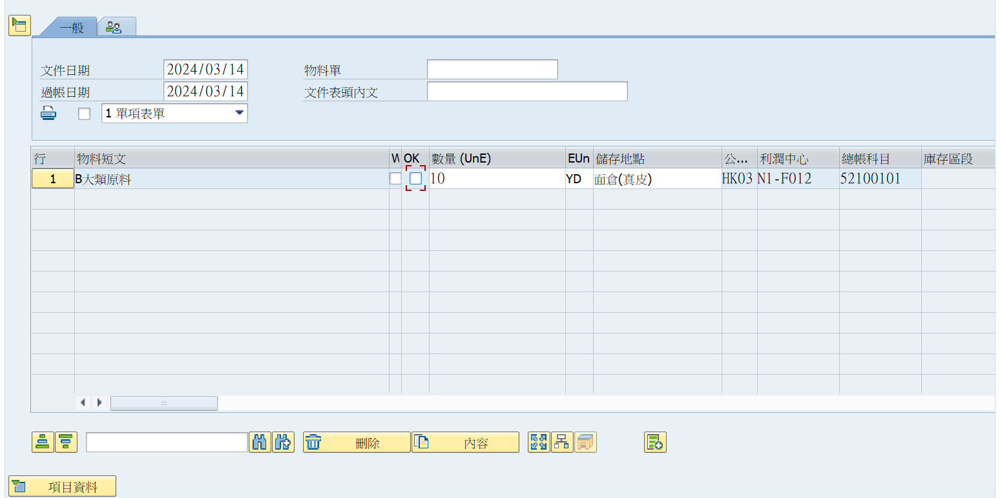 一般
文件日期 2024/03/14 物料單
過帳日期 2024/03/14 文件表頭內文
1 單項表單
行 物料短文 W OK 數量 (UnE) EUn 儲存地點 公... 利潤中心 總帳科目 庫存區段
1 B大類原料 10 YD 面倉(真皮) HK03 N1-F012 52100101
刪除 內容
項目資料